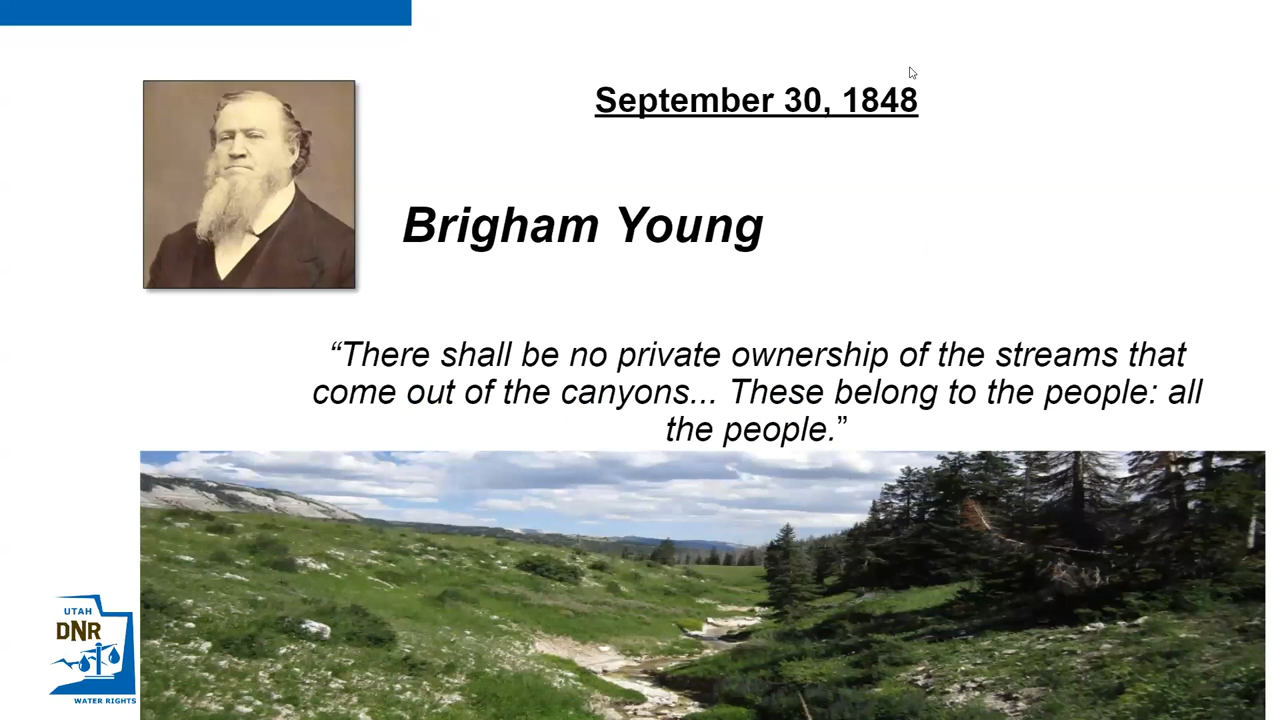 September 30, 1848
Brigham Young
“There shall be no private ownership of the streams that
come out of the canyons... These belong to the people: all
the people.”
UTAH
DNR
WATER RIGHTS